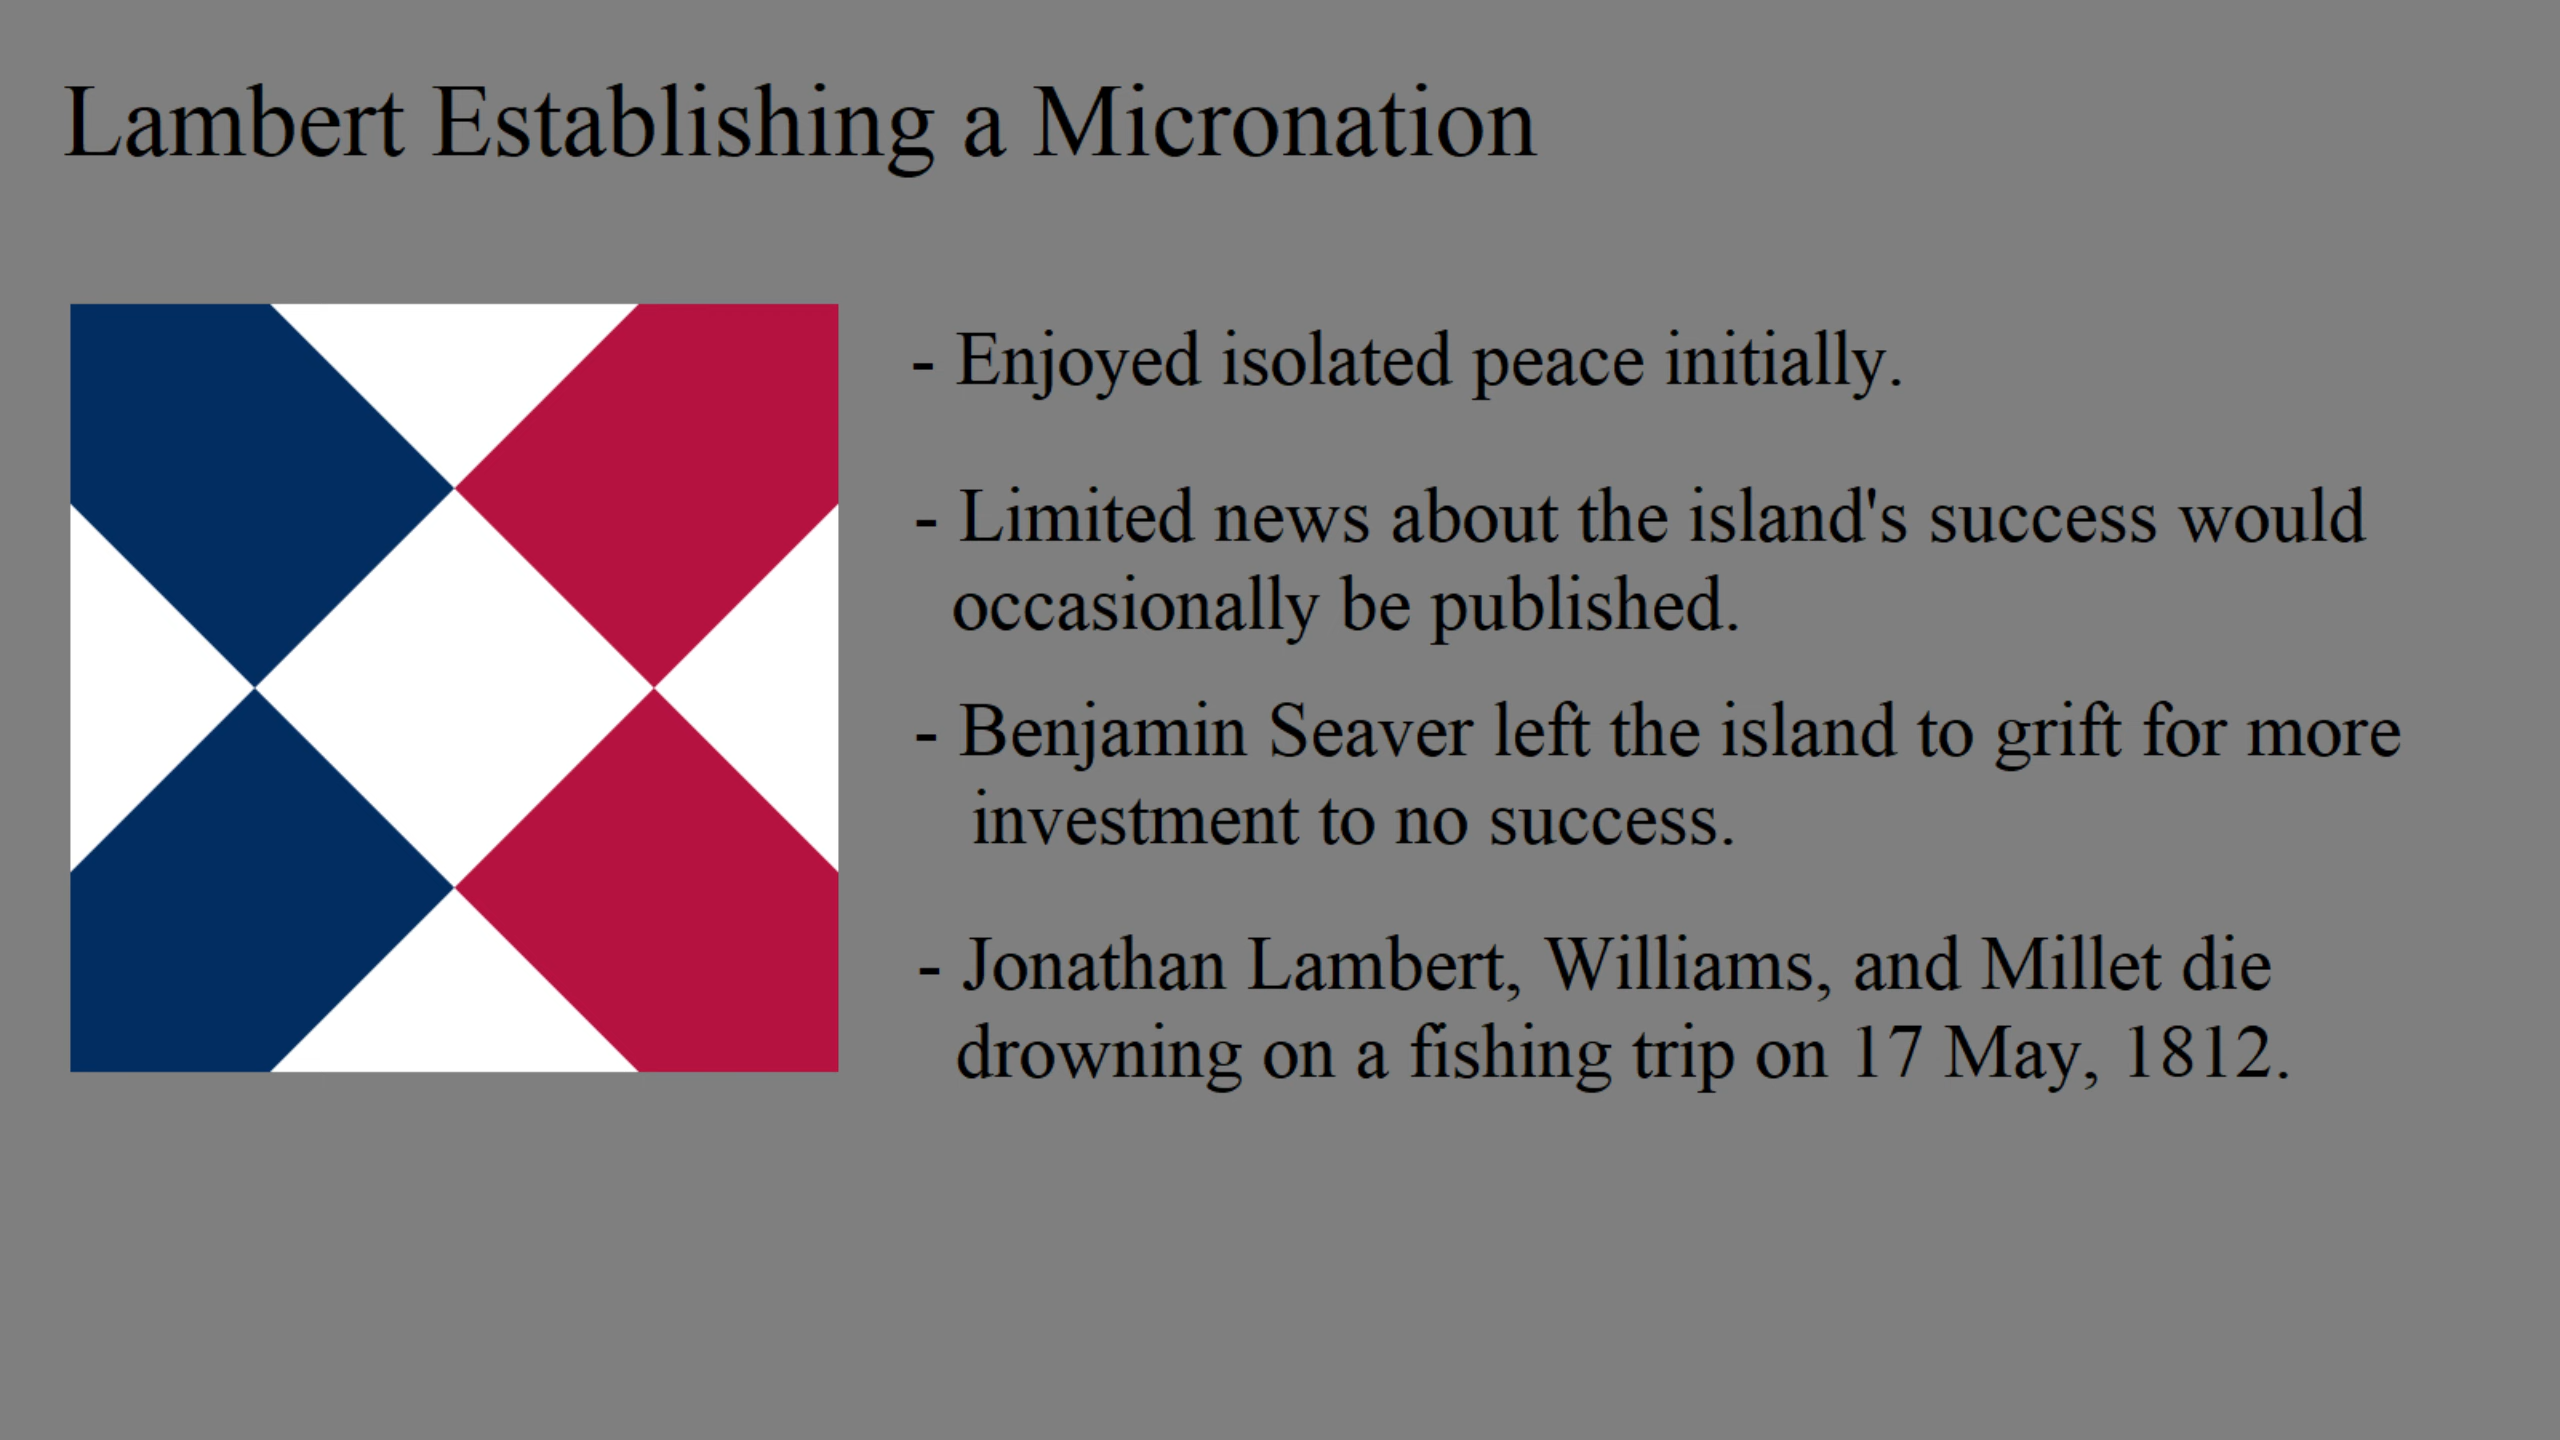 Lambert Establishing a Micronation
- Enjoyed isolated peace initially.
- Limited news about the island's success would
occasionally be published.
- Benjamin Seaver left the island to grift for more
investment to no success.
- Jonathan Lambert, Williams, and Millet die
drowning on a fishing trip on 17 May, 1812.